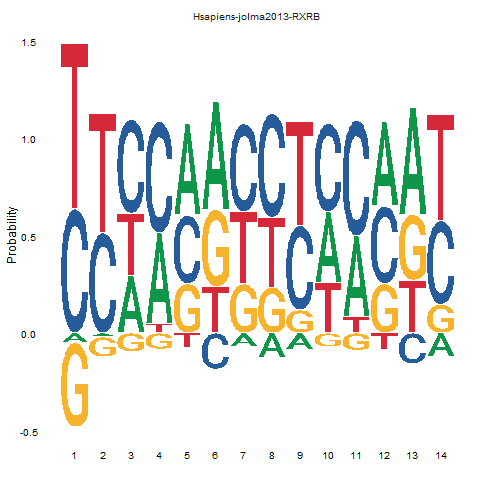 Hsapiens-jolma2013-RXRB
Probability
1.5
1.0
0.5
0.0
-0.5
T T C C A A C C T C C A A T
C C T A C G T T C A A C G C
A A A T G T G G G T T G T G
G G G G T C A A A G G T C A
1 2 3 4 5 6 7 8 9 10 11 12 13 14